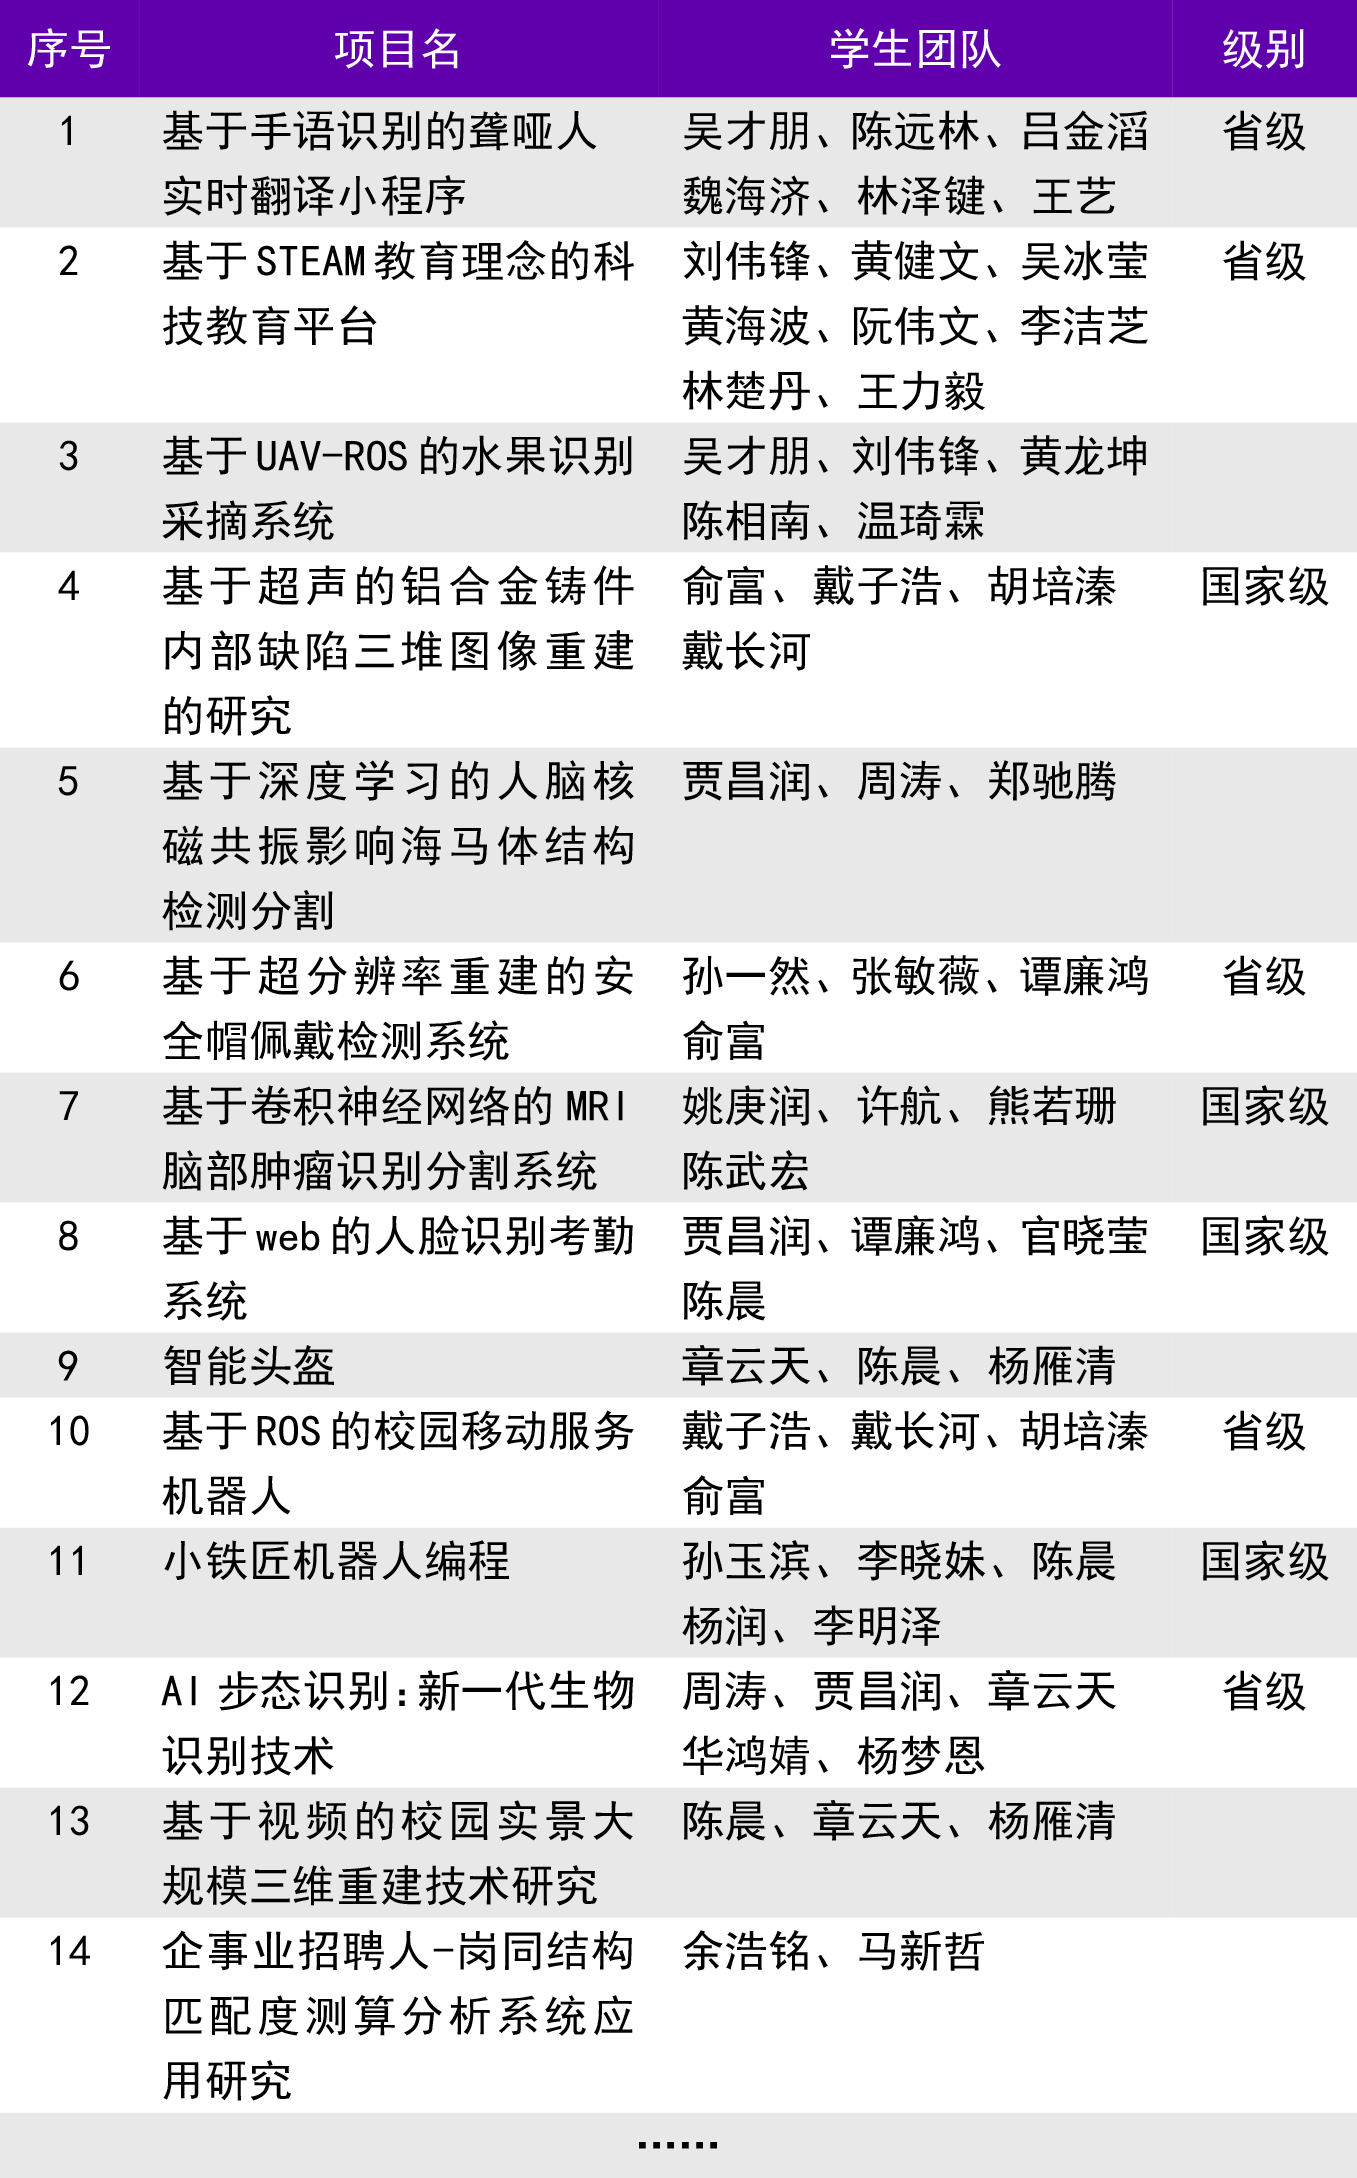 序号 项目名 学生团队 级别
1 基于手语识别的聋哑人 吴才朋、陈远林、吕金滔 省级
实时翻译小程序 魏海济、林泽键、王艺
2 基于STEAM教育理念的科 刘伟锋、黄健文、吴冰莹 省级
技教育平台 黄海波、阮伟文、李洁芝
林楚丹、王力毅
3 基于UAV-ROS的水果识别 吴才朋、刘伟锋、黄龙坤
采摘系统 陈相南、温琦霖
4 基于超声的铝合金铸件 俞富、戴子浩、胡培溱 国家级
内部缺陷三堆图像重建 戴长河
的研究
5 基于深度学习的人脑核 贾昌润、周涛、郑驰腾
磁共振影响海马体结构
检测分割
6 基于超分辨率重建的安 孙一然、张敏薇、谭廉鸿 省级
全帽佩戴检测系统 俞富
7 基于卷积神经网络的MRI 姚庚润、许航、熊若珊 国家级
脑部肿瘤识别分割系统 陈武宏
8 基于web的人脸识别考勤 贾昌润、谭廉鸿、官晓莹 国家级
系统 陈晨
9 智能头盔 章云天、陈晨、杨雁清
10 基于ROS的校园移动服务 戴子浩、戴长河、胡培溱 省级
机器人 俞富
11 小铁匠机器人编程 孙玉滨、李晓妹、陈晨 国家级
杨润、李明泽
12 AI步态识别:新一代生物 周涛、贾昌润、章云天 省级
识别技术 华鸿婧、杨梦恩
13 基于视频的校园实景大 陈晨、章云天、杨雁清
规模三维重建技术研究
14 企事业招聘人-岗同结构 余浩铭、马新哲
匹配度测算分析系统应
用研究
……